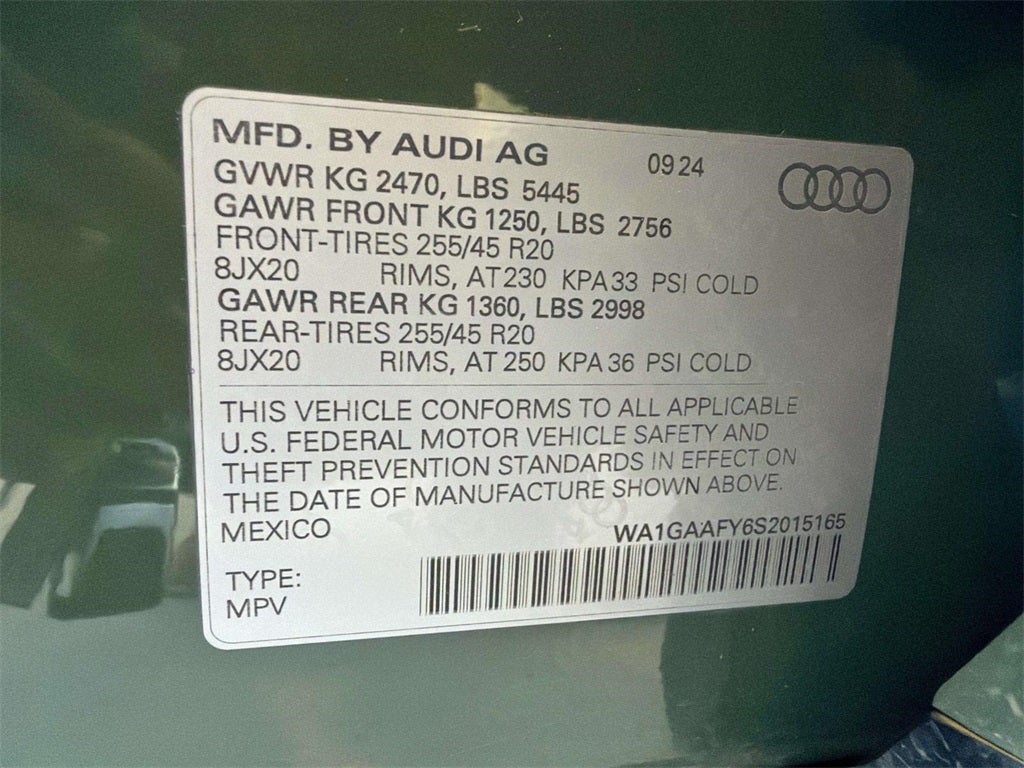 MFD. BY AUDI AG 09 24
GVWR KG 2470, LBS 5445
GAWR FRONT KG 1250, LBS 2756
FRONT-TIRES 255/45 R20
8JX20 RIMS, AT 230 KPA 33 PSI COLD
GAWR REAR KG 1360, LBS 2998
REAR-TIRES 255/45 R20
8JX20 RIMS, AT 250 KPA 36 PSI COLD
THIS VEHICLE CONFORMS TO ALL APPLICABLE
U.S. FEDERAL MOTOR VEHICLE SAFETY AND
THEFT PREVENTION STANDARDS IN EFFECT ON
THE DATE OF MANUFACTURE SHOWN ABOVE.
MEXICO WA1GAAFY6S2015165
TYPE:
MPV